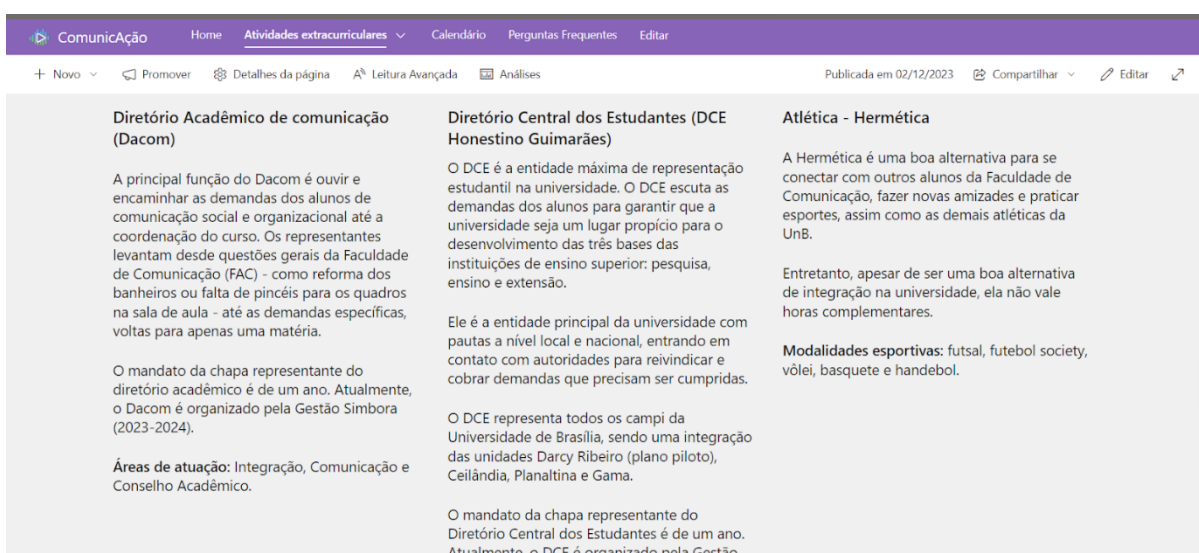 ComunicAção
Home
Atividades extracurriculares
Calendário
Perguntas Frequentes
Editar
Novo
Promover
Detalhes da página
Leitura Avançada
Análises
Publicada em 02/12/2023
Compartilhar
Editar
Diretório Acadêmico de comunicação
(Dacom)
A principal função do Dacom é ouvir e
encaminhar as demandas dos alunos de
comunicação social e organizacional até a
coordenação do curso. Os representantes
levantam desde questões gerais da Faculdade
de Comunicação (FAC) - como reforma dos
banheiros ou falta de pincéis para os quadros
na sala de aula - até as demandas específicas,
voltas para apenas uma matéria.
O mandato da chapa representante do
diretório acadêmico é de um ano. Atualmente,
o Dacom é organizado pela Gestão Simbora
(2023-2024).
Áreas de atuação: Integração, Comunicação e
Conselho Acadêmico.
Diretório Central dos Estudantes (DCE
Honestino Guimarães)
O DCE é a entidade máxima de representação
estudantil na universidade. O DCE escuta as
demandas dos alunos para garantir que a
universidade seja um lugar propício para o
desenvolvimento das três bases das
instituições de ensino superior: pesquisa,
ensino e extensão.
Ele é a entidade principal da universidade com
pautas a nível local e nacional, entrando em
contato com autoridades para reivindicar e
cobrar demandas que precisam ser cumpridas.
O DCE representa todos os campi da
Universidade de Brasília, sendo uma integração
das unidades Darcy Ribeiro (plano piloto),
Ceilândia, Planaltina e Gama.
O mandato da chapa representante do
Diretório Central dos Estudantes é de um ano.
Atualmente, o DCE é organizado pela Gestão
Atlética - Hermética
A Hermética é uma boa alternativa para se
conectar com outros alunos da Faculdade de
Comunicação, fazer novas amizades e praticar
esportes, assim como as demais atléticas da
UnB.
Entretanto, apesar de ser uma boa alternativa
de integração na universidade, ela não vale
horas complementares.
Modalidades esportivas: futsal, futebol society,
vôlei, basquete e handebol.